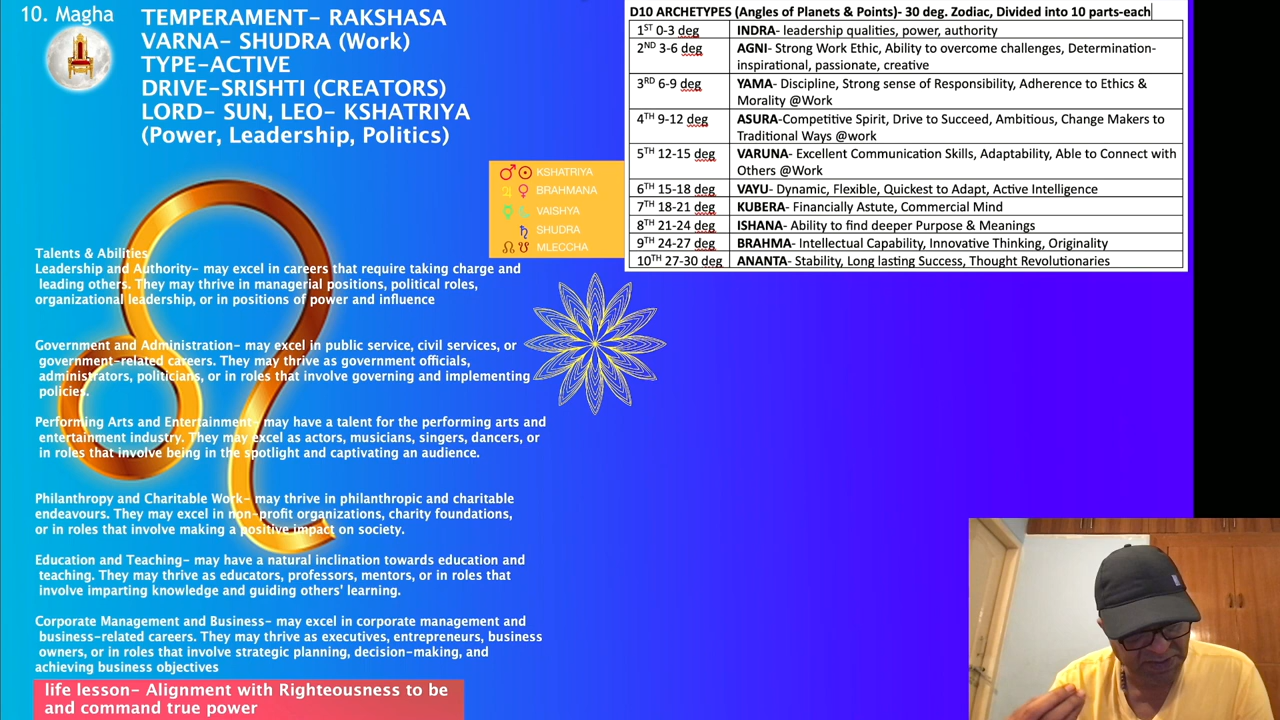 10. Magha
TEMPERAMENT- RAKSHASA
VARNA- SHUDRA (Work)
TYPE-ACTIVE
DRIVE-SRISHTI (CREATORS)
LORD- SUN, LEO- KSHATRIYA
(Power, Leadership, Politics)
D10 ARCHETYPES (Angles of Planets & Points)- 30 deg. Zodiac, Divided into 10 parts-each
1ST 0-3 deg INDRA- leadership qualities, power, authority
2ND 3-6 deg AGNI- Strong Work Ethic, Ability to overcome challenges, Determination-
inspirational, passionate, creative
3RD 6-9 deg YAMA- Discipline, Strong sense of Responsibility, Adherence to Ethics &
Morality @Work
4TH 9-12 deg ASURA-Competitive Spirit, Drive to Succeed, Ambitious, Change Makers to
Traditional Ways @work
5TH 12-15 deg VARUNA- Excellent Communication Skills, Adaptability, Able to Connect with
Others @Work
6TH 15-18 deg VAYU- Dynamic, Flexible, Quickest to Adapt, Active Intelligence
7TH 18-21 deg KUBERA- Financially Astute, Commercial Mind
8TH 21-24 deg ISHANA- Ability to find deeper Purpose & Meanings
9TH 24-27 deg BRAHMA- Intellectual Capability, Innovative Thinking, Originality
10TH 27-30 deg ANANTA- Stability, Long lasting Success, Thought Revolutionaries
♂☉ KSHATRIYA
♃♀ BRAHMANA
☿☾ VAISHYA
♄ SHUDRA
☊☋ MLECCHA
Talents & Abilities
Leadership and Authority- may excel in careers that require taking charge and
leading others. They may thrive in managerial positions, political roles,
organizational leadership, or in positions of power and influence
Government and Administration- may excel in public service, civil services, or
government-related careers. They may thrive as government officials,
administrators, politicians, or in roles that involve governing and implementing
policies.
Performing Arts and Entertainment- may have a talent for the performing arts and
entertainment industry. They may excel as actors, musicians, singers, dancers, or
in roles that involve being in the spotlight and captivating an audience.
Philanthropy and Charitable Work- may thrive in philanthropic and charitable
endeavours. They may excel in non-profit organizations, charity foundations,
or in roles that involve making a positive impact on society.
Education and Teaching- may have a natural inclination towards education and
teaching. They may thrive as educators, professors, mentors, or in roles that
involve imparting knowledge and guiding others' learning.
Corporate Management and Business- may excel in corporate management and
business-related careers. They may thrive as executives, entrepreneurs, business
owners, or in roles that involve strategic planning, decision-making, and
achieving business objectives
life lesson- Alignment with Righteousness to be
and command true power